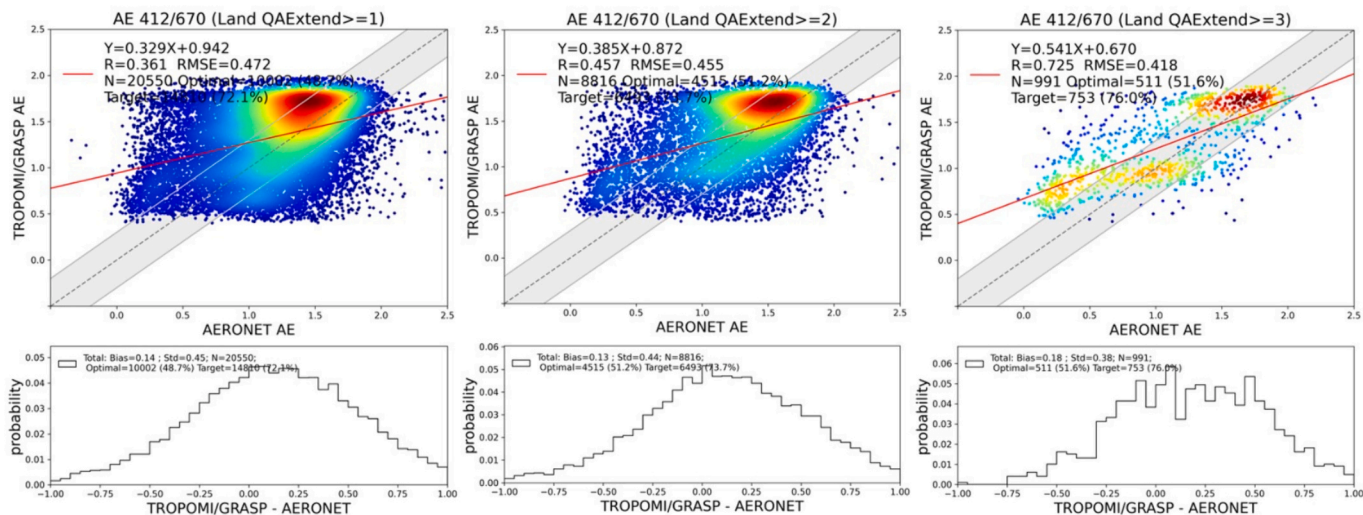 AE 412/670 (Land QAExtend>=1)
Y=0.329X+0.942
R=0.361 RMSE=0.472
N=20550 Optimal=10002 (48.7%)
Target=14810 (72.1%)
TROPOMI/GRASP AE
2.5
2.0
1.5
1.0
0.5
0.0
0.0 0.5 1.0 1.5 2.0 2.5
AERONET AE
AE 412/670 (Land QAExtend>=2)
Y=0.385X+0.872
R=0.457 RMSE=0.455
N=8816 Optimal=4515 (51.2%)
Target=6493 (73.7%)
TROPOMI/GRASP AE
2.5
2.0
1.5
1.0
0.5
0.0
0.0 0.5 1.0 1.5 2.0 2.5
AERONET AE
AE 412/670 (Land QAExtend>=3)
Y=0.541X+0.670
R=0.725 RMSE=0.418
N=991 Optimal=511 (51.6%)
Target=753 (76.0%)
TROPOMI/GRASP AE
2.5
2.0
1.5
1.0
0.5
0.0
0.0 0.5 1.0 1.5 2.0 2.5
AERONET AE
Total: Bias=0.14 ; Std=0.45; N=20550;
Optimal=10002 (48.7%) Target=14810 (72.1%)
probability
0.05
0.04
0.03
0.02
0.01
0.00
−1.00 −0.75 −0.50 −0.25 0.00 0.25 0.50 0.75 1.00
TROPOMI/GRASP - AERONET
Total: Bias=0.13 ; Std=0.44; N=8816;
Optimal=4515 (51.2%) Target=6493 (73.7%)
probability
0.06
0.05
0.04
0.03
0.02
0.01
0.00
−1.00 −0.75 −0.50 −0.25 0.00 0.25 0.50 0.75 1.00
TROPOMI/GRASP - AERONET
Total: Bias=0.18 ; Std=0.38; N=991;
Optimal=511 (51.6%) Target=753 (76.0%)
probability
0.06
0.05
0.04
0.03
0.02
0.01
0.00
−1.00 −0.75 −0.50 −0.25 0.00 0.25 0.50 0.75 1.00
TROPOMI/GRASP - AERONET